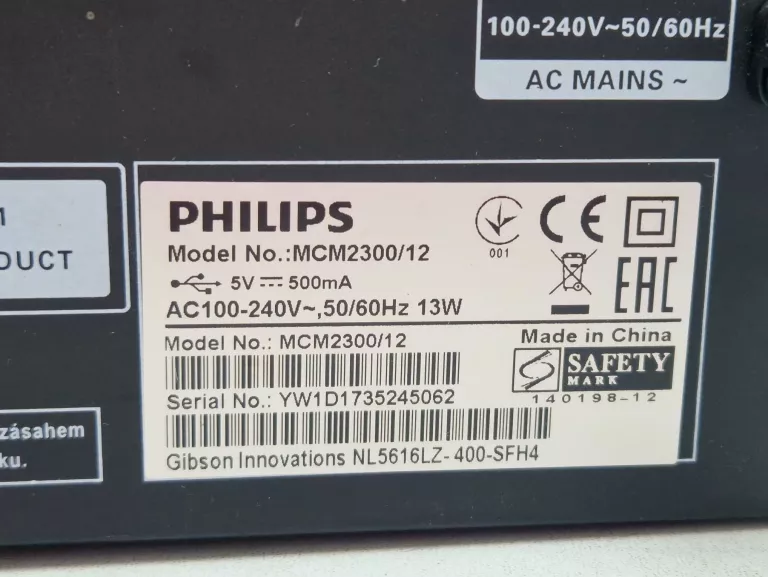 100-240V~50/60Hz
AC MAINS ~
DUCT
PHILIPS
Model No.:MCM2300/12
5V ⎓ 500mA
AC100-240V~,50/60Hz 13W
001
CE
EAC
Model No.: MCM2300/12
Made in China
SAFETY
MARK
140198-12
Serial No.: YW1D1735245062
Gibson Innovations NL5616LZ-400-SFH4
zásahem
ku.